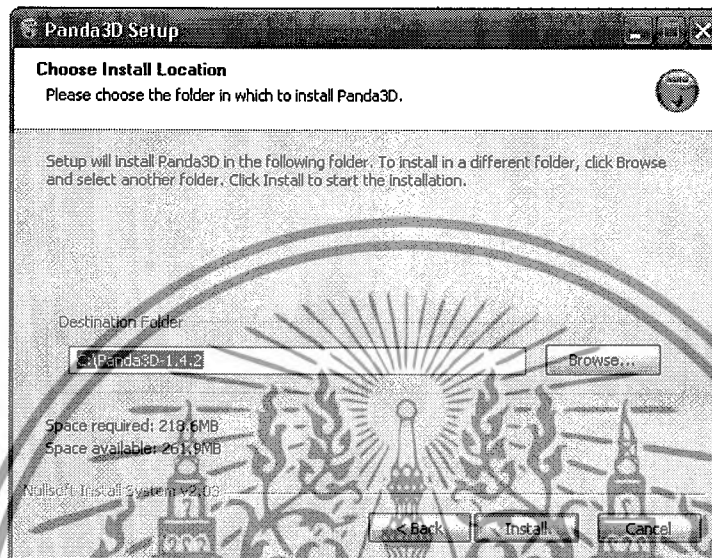 Panda3D Setup
Choose Install Location
Please choose the folder in which to install Panda3D.
Setup will install Panda3D in the following folder. To install in a different folder, click Browse
and select another folder. Click Install to start the installation.
Destination Folder
C:\Panda3D-1.4.2
Browse...
Space required: 218.6MB
Space available: 261.9MB
Nullsoft Install System v2.03
< Back
Install
Cancel